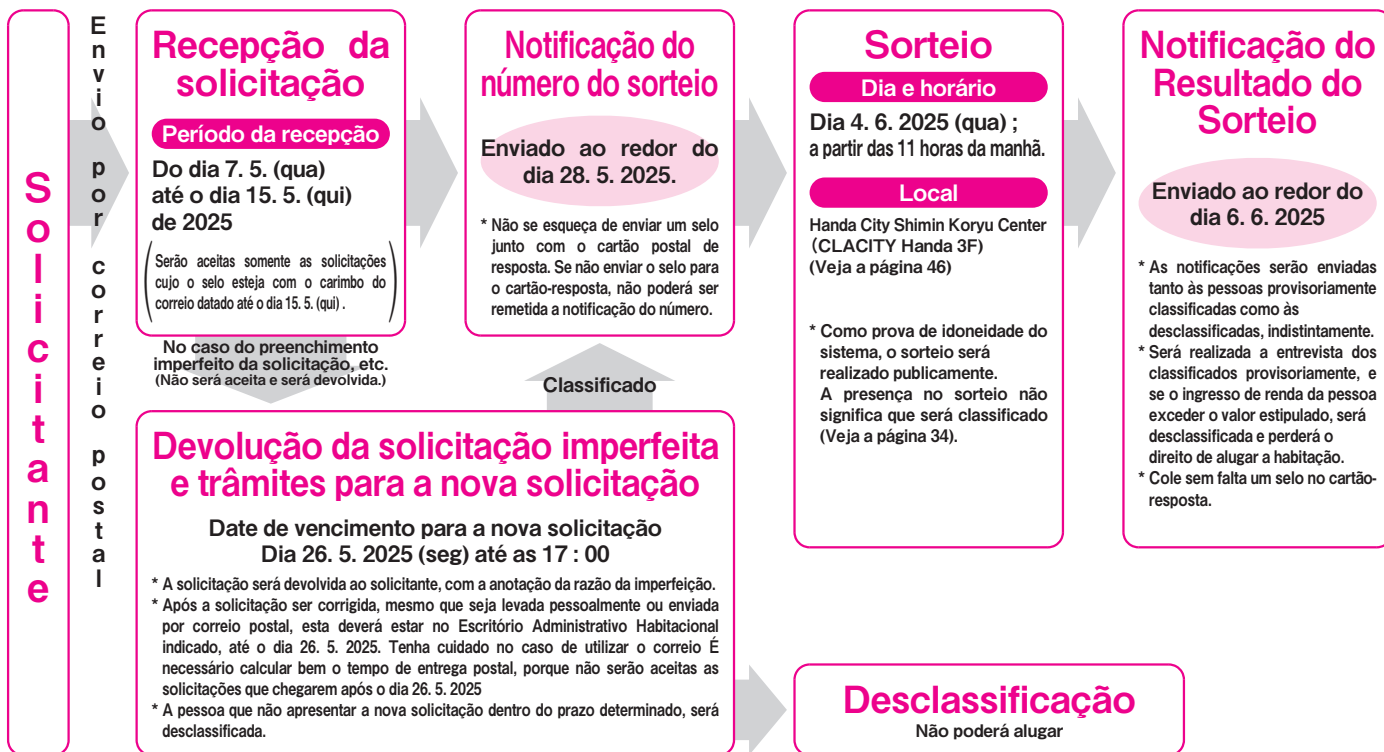 Solicitante
Envio por correio postal
Recepção da
solicitação
Período da recepção
Do dia 7. 5. (qua)
até o dia 15. 5. (qui)
de 2025
Serão aceitas somente as solicitações
cujo o selo esteja com o carimbo do
correio datado até o dia 15. 5. (qui) .
No caso do preenchimento
imperfeito da solicitação, etc.
(Não será aceita e será devolvida.)
Notificação do
número do sorteio
Enviado ao redor do
dia 28. 5. 2025.
* Não se esqueça de enviar um selo
junto com o cartão postal de
resposta. Se não enviar o selo para
o cartão-resposta, não poderá ser
remetida a notificação do número.
Classificado
Sorteio
Dia e horário
Dia 4. 6. 2025 (qua) ;
a partir das 11 horas da manhã.
Local
Handa City Shimin Koryu Center
(CLACITY Handa 3F)
(Veja a página 46)
* Como prova de idoneidade do
sistema, o sorteio será
realizado publicamente.
A presença no sorteio não
significa que será classificado
(Veja a página 34).
Notificação do
Resultado do
Sorteio
Enviado ao redor do
dia 6. 6. 2025
* As notificações serão enviadas
tanto às pessoas provisoriamente
classificadas como às
desclassificadas, indistintamente.
* Será realizada a entrevista dos
classificados provisoriamente, e
se o ingresso de renda da pessoa
exceder o valor estipulado, será
desclassificada e perderá o
direito de alugar a habitação.
* Cole sem falta um selo no cartão-
resposta.
Devolução da solicitação imperfeita
e trâmites para a nova solicitação
Date de vencimento para a nova solicitação
Dia 26. 5. 2025 (seg) até as 17 : 00
* A solicitação será devolvida ao solicitante, com a anotação da razão da imperfeição.
* Após a solicitação ser corrigida, mesmo que seja levada pessoalmente ou enviada
por correio postal, esta deverá estar no Escritório Administrativo Habitacional
indicado, até o dia 26. 5. 2025. Tenha cuidado no caso de utilizar o correio É
necessário calcular bem o tempo de entrega postal, porque não serão aceitas as
solicitações que chegarem após o dia 26. 5. 2025
* A pessoa que não apresentar a nova solicitação dentro do prazo determinado, será
desclassificada.
Desclassificação
Não poderá alugar